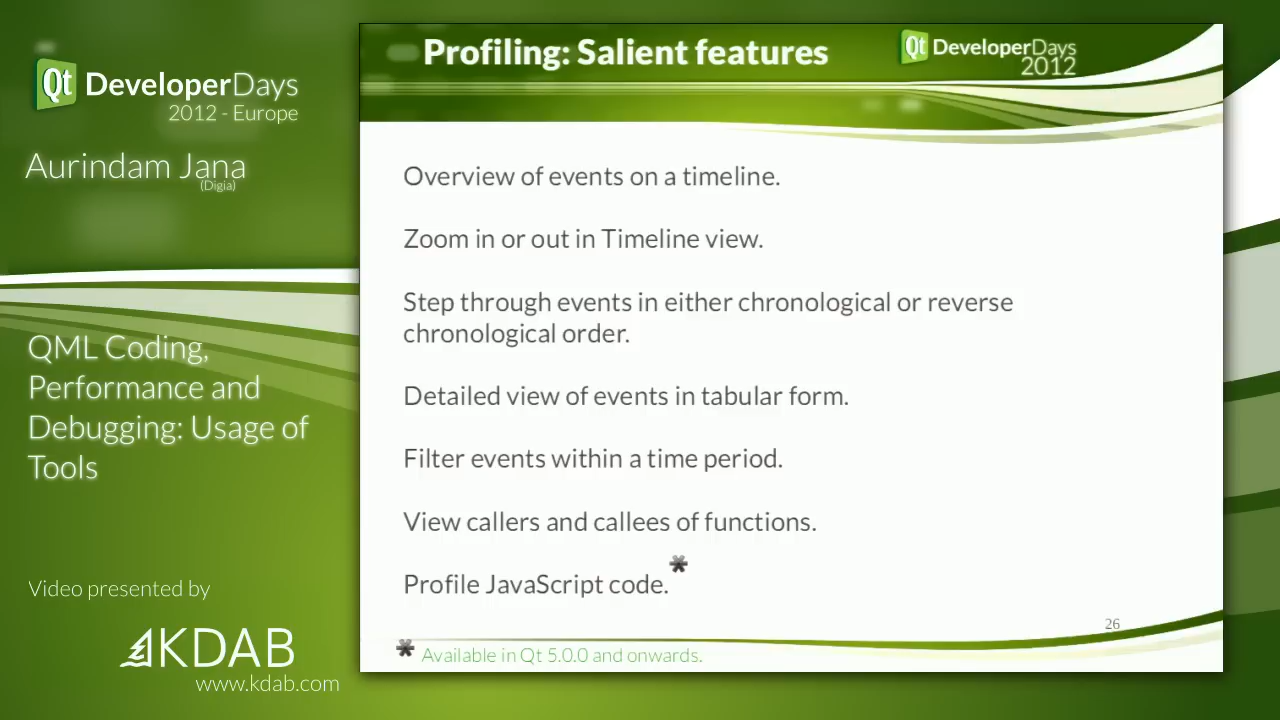 Qt DeveloperDays
2012 - Europe
Aurindam Jana
(Digia)
QML Coding,
Performance and
Debugging: Usage of
Tools
Video presented by
KDAB
www.kdab.com
Profiling: Salient features
Qt DeveloperDays
2012
Overview of events on a timeline.
Zoom in or out in Timeline view.
Step through events in either chronological or reverse
chronological order.
Detailed view of events in tabular form.
Filter events within a time period.
View callers and callees of functions.
Profile JavaScript code.*
26
* Available in Qt 5.0.0 and onwards.